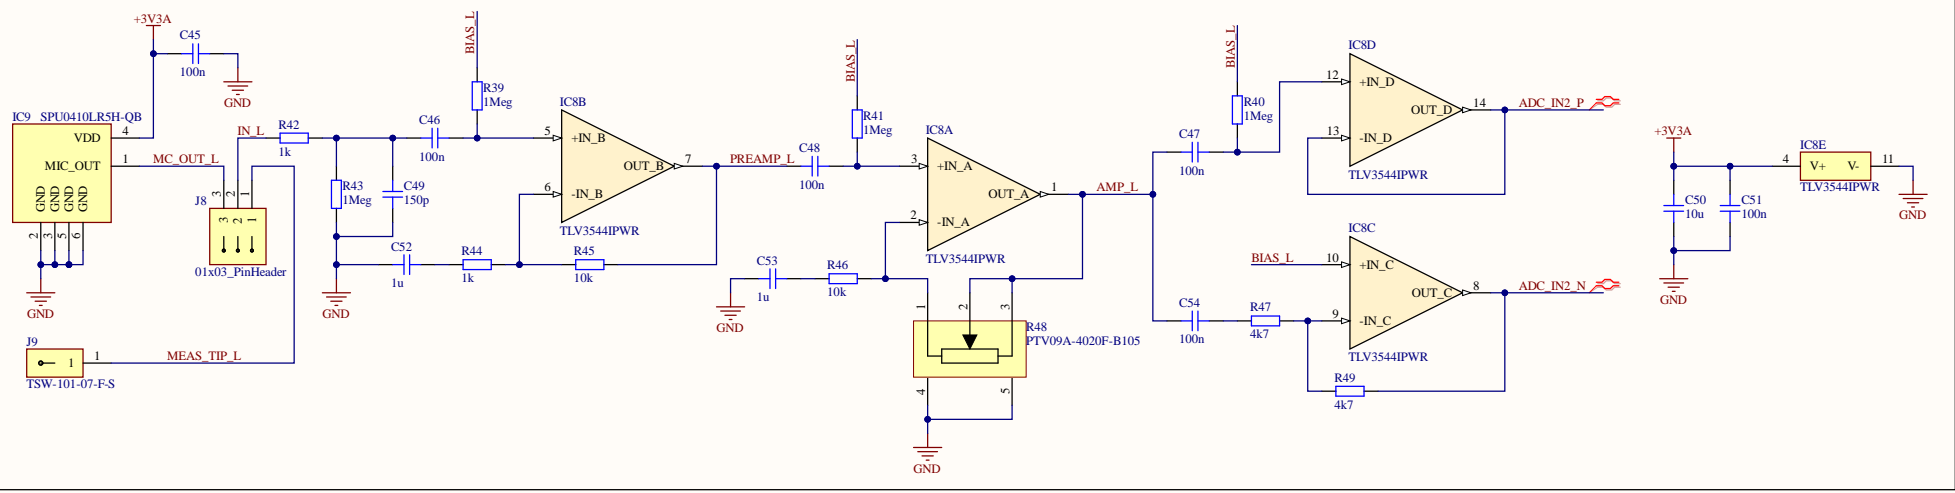 +3V3A
C45
100n
GND
IC9 SPU0410LR5H-QB
VDD
4
MIC_OUT
1
MC_OUT_L
GND
GND
GND
GND
2
3
5
6
GND
IN_L
R42
1k
3
2
1
J8
3
2
1
01x03_PinHeader
J9
1
1
MEAS_TIP_L
TSW-101-07-F-S
R43
1Meg
C49
150p
GND
C46
100n
BIAS_L
R39
1Meg
C52
1u
R44
1k
R45
10k
IC8B
5
+IN_B
6
-IN_B
OUT_B
7
TLV3544IPWR
PREAMP_L
C48
100n
BIAS_L
R41
1Meg
IC8A
3
+IN_A
2
-IN_A
OUT_A
1
TLV3544IPWR
AMP_L
C53
1u
GND
R46
10k
1
2
3
R48
PTV09A-4020F-B105
4
5
GND
BIAS_L
R40
1Meg
C47
100n
IC8D
12
+IN_D
13
-IN_D
OUT_D
14
TLV3544IPWR
ADC_IN2_P
IC8C
BIAS_L
10
+IN_C
9
-IN_C
OUT_C
8
TLV3544IPWR
ADC_IN2_N
C54
100n
R47
4k7
R49
4k7
+3V3A
C50
10u
C51
100n
GND
IC8E
4
V+
V-
11
TLV3544IPWR
GND